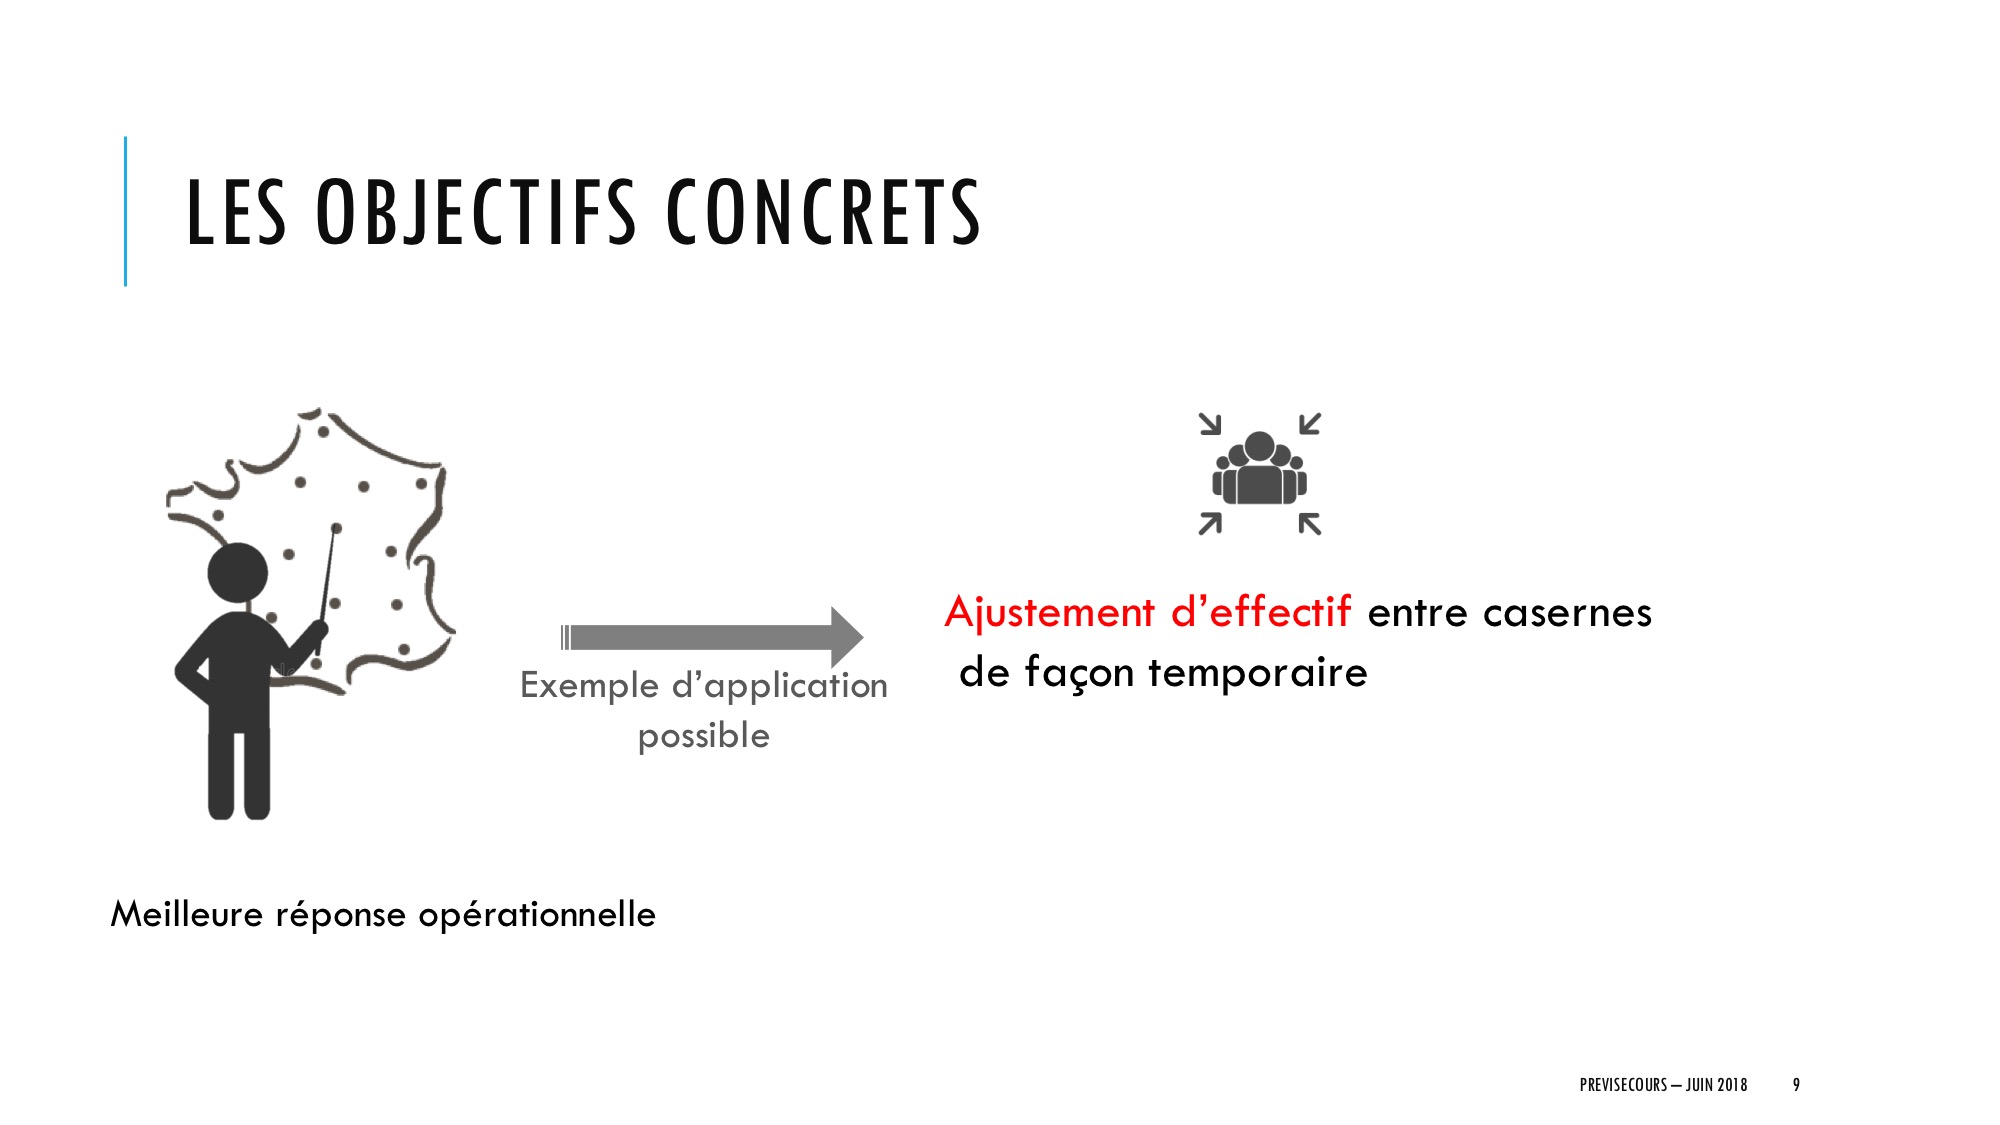 LES OBJECTIFS CONCRETS
Ajustement d’effectif entre casernes
de façon temporaire
Exemple d’application
possible
Meilleure réponse opérationnelle
PREVISECOURS – JUIN 2018 9